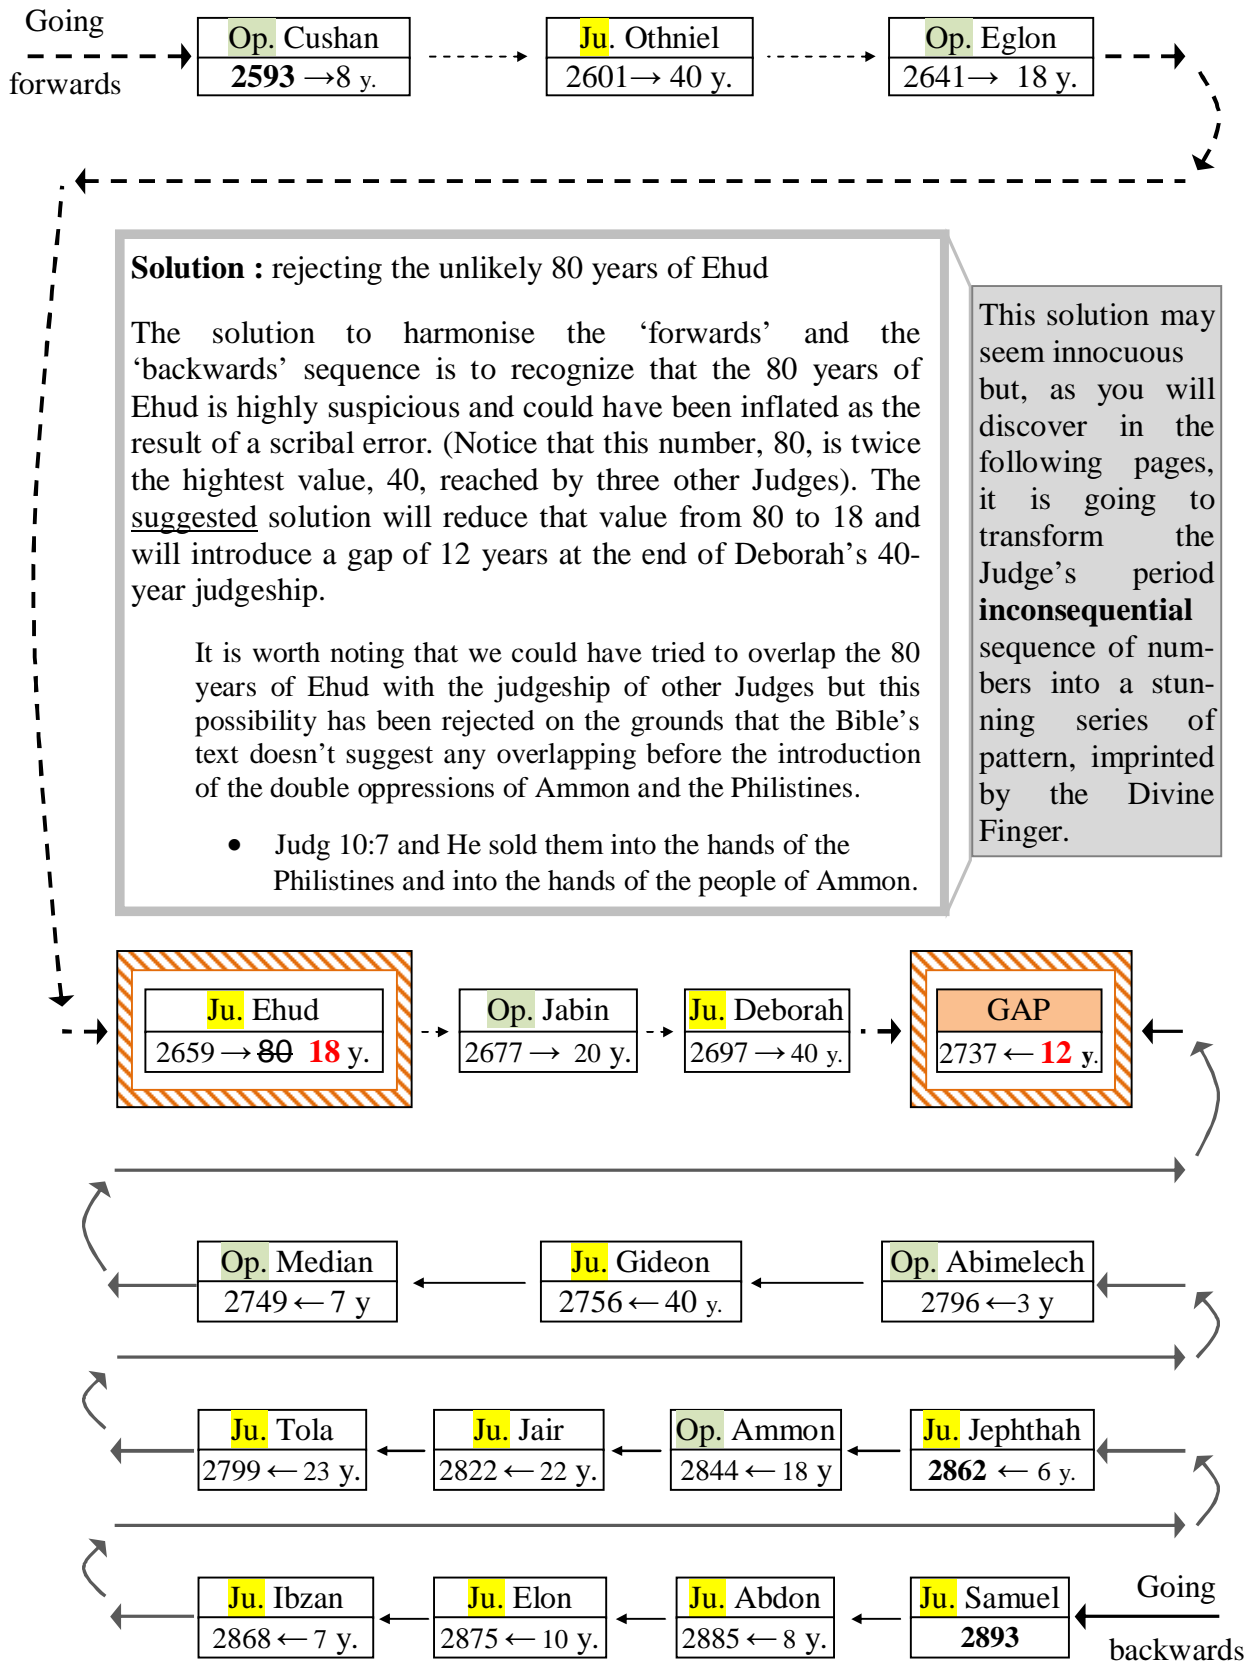 Going
forwards
Op. Cushan
2593 →8 y.
Ju. Othniel
2601→ 40 y.
Op. Eglon
2641→ 18 y.
Solution : rejecting the unlikely 80 years of Ehud
The solution to harmonise the ‘forwards’ and the
‘backwards’ sequence is to recognize that the 80 years of
Ehud is highly suspicious and could have been inflated as the
result of a scribal error. (Notice that this number, 80, is twice
the hightest value, 40, reached by three other Judges). The
suggested solution will reduce that value from 80 to 18 and
will introduce a gap of 12 years at the end of Deborah’s 40-
year judgeship.
It is worth noting that we could have tried to overlap the 80
years of Ehud with the judgeship of other Judges but this
possibility has been rejected on the grounds that the Bible’s
text doesn’t suggest any overlapping before the introduction
of the double oppressions of Ammon and the Philistines.
• Judg 10:7 and He sold them into the hands of the
Philistines and into the hands of the people of Ammon.
This solution may
seem innocuous
but, as you will
discover in the
following pages,
it is going to
transform the
Judge’s period
inconsequential
sequence of num-
bers into a stun-
ning series of
pattern, imprinted
by the Divine
Finger.
Ju. Ehud
2659 → 80 18 y.
Op. Jabin
2677 → 20 y.
Ju. Deborah
2697 → 40 y.
GAP
2737 ← 12 y.
Op. Median
2749 ← 7 y
Ju. Gideon
2756 ← 40 y.
Op. Abimelech
2796 ←3 y
Ju. Tola
2799 ← 23 y.
Ju. Jair
2822 ← 22 y.
Op. Ammon
2844 ← 18 y
Ju. Jephthah
2862 ← 6 y.
Ju. Ibzan
2868 ← 7 y.
Ju. Elon
2875 ← 10 y.
Ju. Abdon
2885 ← 8 y.
Ju. Samuel
2893
Going
backwards